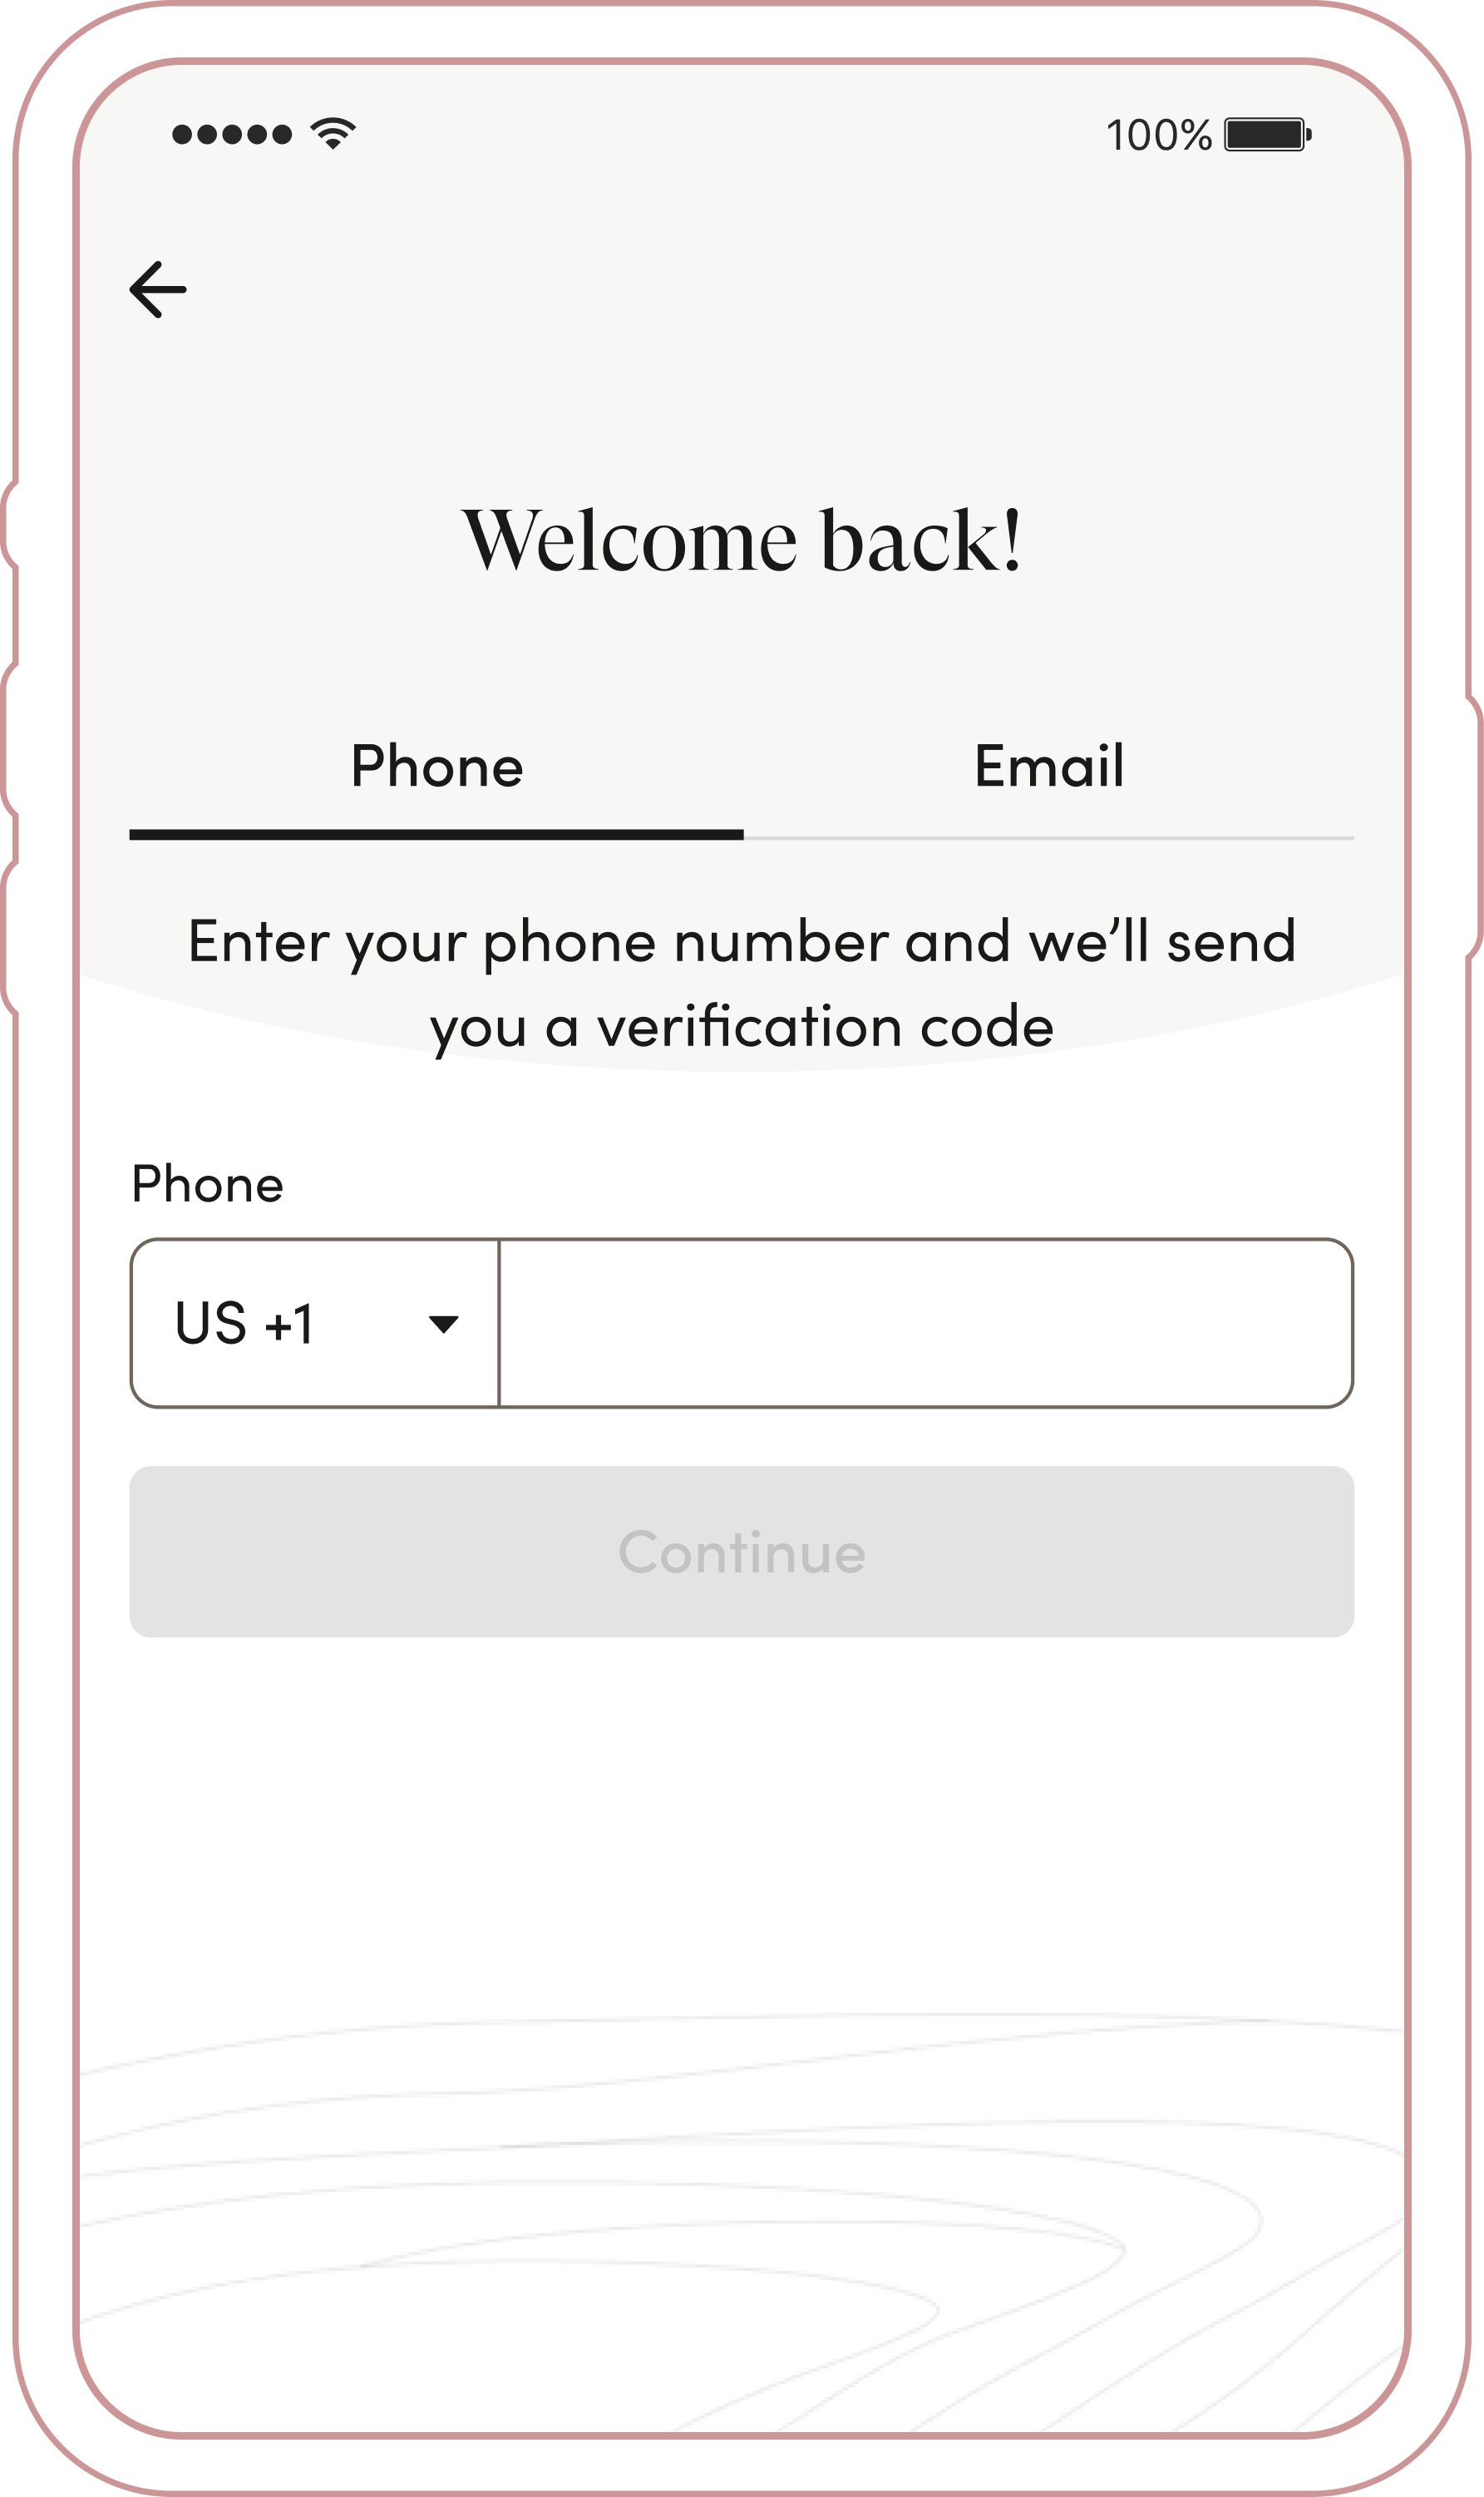 100%
Welcome back!
Phone Email
Enter your phone number and we’ll send
you a verification code
Phone
US +1
Continue